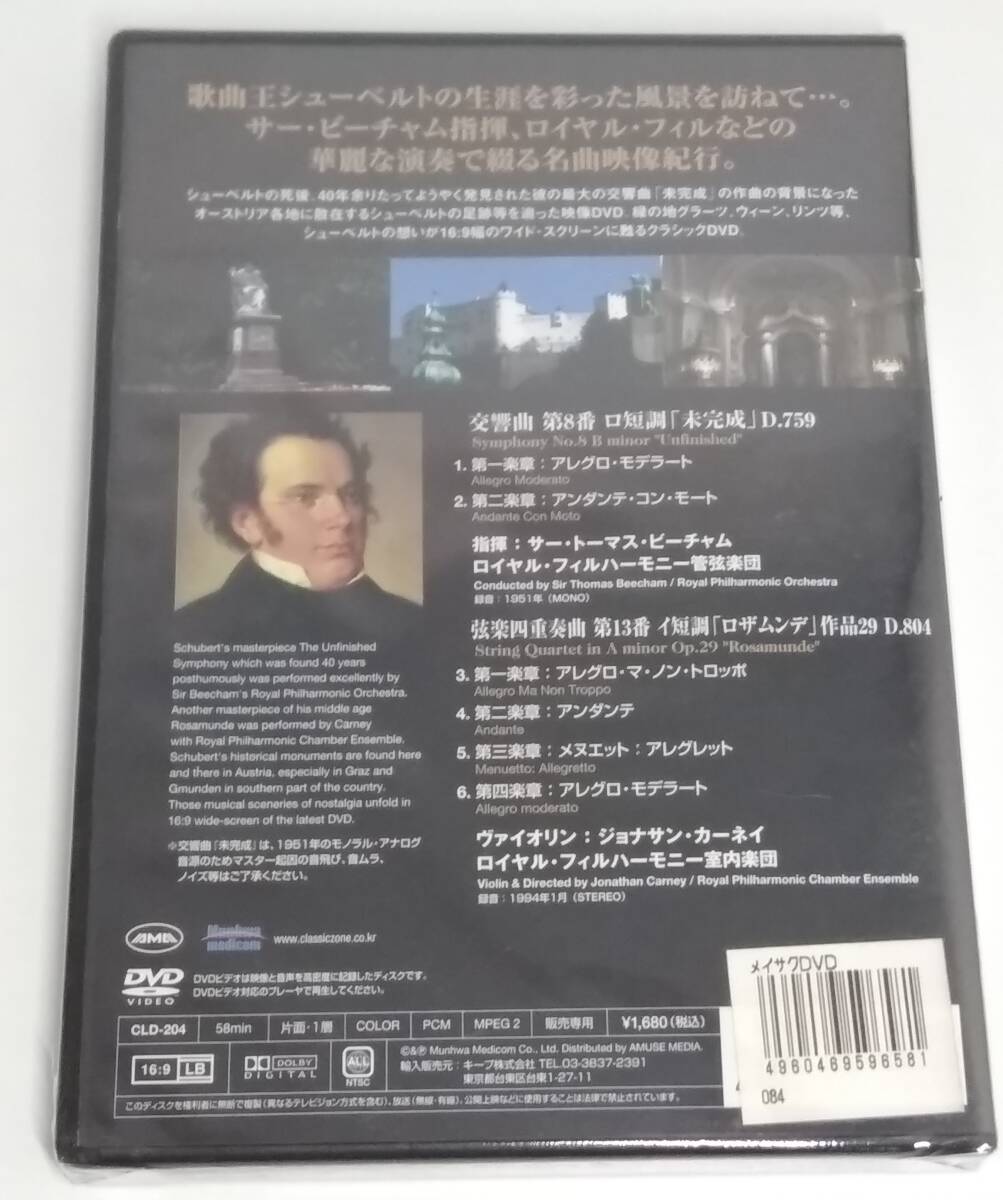 歌曲王シューベルトの生涯を彩った風景を訪ねて…。
サー・ビーチャム指揮、ロイヤル・フィルなどの
華麗な演奏で綴る名曲映像紀行。
シューベルトの死後、40年余りたってようやく発見された彼の最大の交響曲「未完成」の作曲の背景になった
オーストリア各地に散在するシューベルトの足跡等を追った映像DVD。緑の地グラーツ、ウィーン、リンツ等、
シューベルトの想いが16:9幅のワイド・スクリーンに甦るクラシックDVD。
交響曲 第8番 ロ短調「未完成」D.759
Symphony No.8 B minor "Unfinished"
1. 第一楽章：アレグロ・モデラート
Allegro Moderato
2. 第二楽章：アンダンテ・コン・モート
Andante Con Moto
指揮：サー・トーマス・ビーチャム
ロイヤル・フィルハーモニー管弦楽団
Conducted by Sir Thomas Beecham / Royal Philharmonic Orchestra
録音：1951年（MONO）
弦楽四重奏曲 第13番 イ短調「ロザムンデ」作品29 D.804
String Quartet in A minor Op.29 "Rosamunde"
3. 第一楽章：アレグロ・マ・ノン・トロッポ
Allegro Ma Non Troppo
4. 第二楽章：アンダンテ
Andante
5. 第三楽章：メヌエット：アレグレット
Menuetto: Allegretto
6. 第四楽章：アレグロ・モデラート
Allegro moderato
ヴァイオリン：ジョナサン・カーネイ
ロイヤル・フィルハーモニー室内楽団
Violin & Directed by Jonathan Carney / Royal Philharmonic Chamber Ensemble
録音：1994年1月（STEREO）
Schubert's masterpiece The Unfinished
Symphony which was found 40 years
posthumously was performed excellently by
Sir Beecham's Royal Philharmonic Orchestra.
Another masterpiece of his middle age
Rosamunde was performed by Carney
with Royal Philharmonic Chamber Ensemble.
Schubert's historical monuments are found here
and there in Austria, especially in Graz and
Gmunden in southern part of the country.
Those musical sceneries of nostalgia unfold in
16:9 wide-screen of the latest DVD.
※交響曲「未完成」は、1951年のモノラル・アナログ
音源のためマスター起因の音飛び、音ムラ、
ノイズ等はご了承ください。
AMG
Munhwa
medicom
www.classiczone.co.kr
DVD
VIDEO
DVDビデオは映像と音声を高密度に記録したディスクです。
DVDビデオ対応のプレーヤで再生してください。
CLD-204 58min 片面・1層 COLOR PCM MPEG 2 販売専用 ¥1,680（税込）
16:9 LB
DOLBY
DIGITAL
ALL
NTSC
©&℗ Munhwa Medicom Co., Ltd. Distributed by AMUSE MEDIA.
輸入販売元：キープ株式会社 TEL.03-3837-2391
東京都台東区台東1-27-11
このディスクを権利者に無断で複製（異なるテレビジョン方式を含む）、放送（無線・有線）、公開上映などに使用することは法律で禁止されています。
メイサクDVD
4980469596581
084